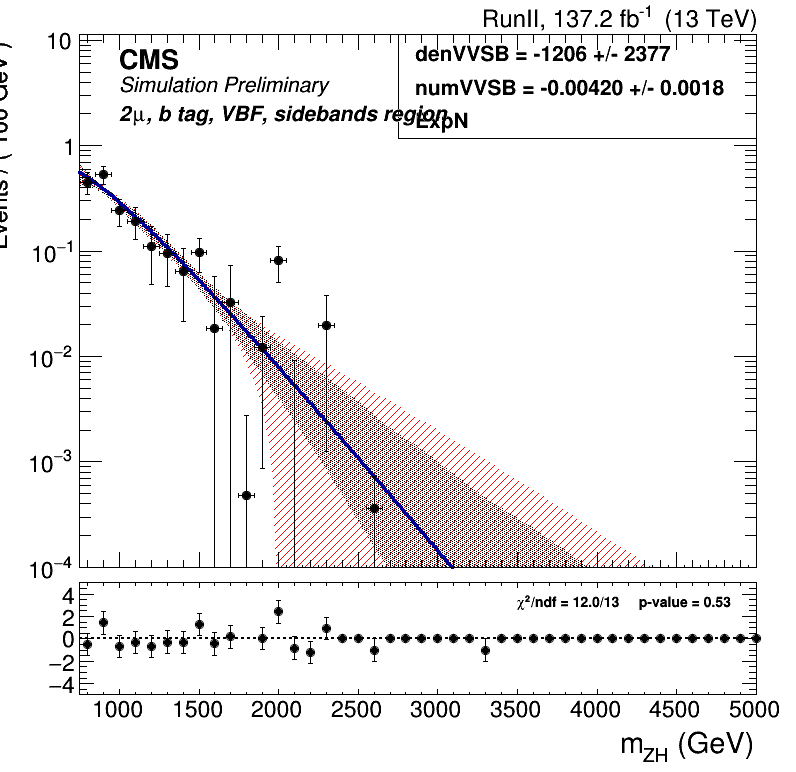 RunII, 137.2 fb⁻¹ (13 TeV)
CMS
Simulation Preliminary
2μ, b tag, VBF, sidebands region
denVVSB = -1206 +/- 2377
numVVSB = -0.00420 +/- 0.0018
ExpN
Events / ( 100 GeV )
10
1
10⁻¹
10⁻²
10⁻³
10⁻⁴
χ²/ndf = 12.0/13 p-value = 0.53
4
2
0
−2
−4
1000 1500 2000 2500 3000 3500 4000 4500 5000
m_ZH (GeV)